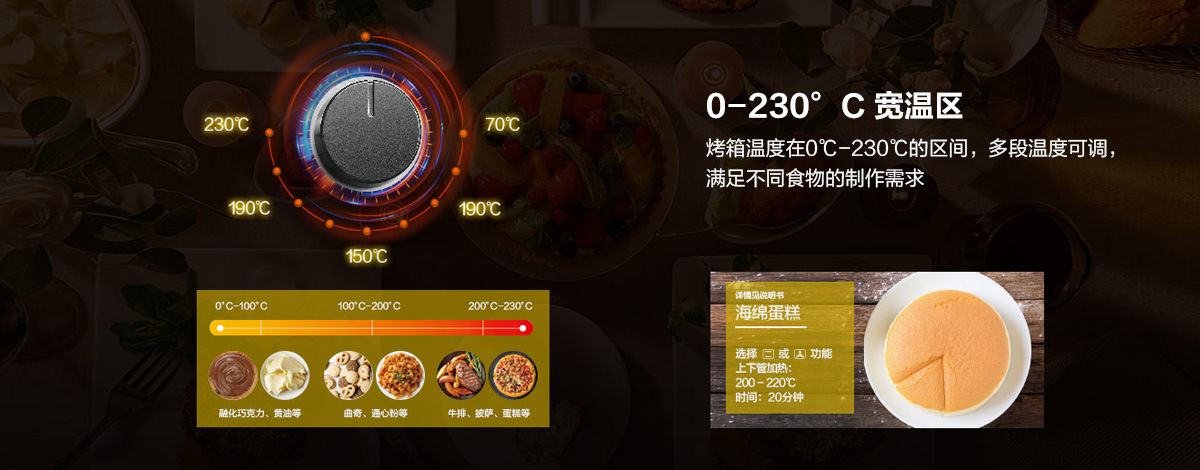 230℃
70℃
190℃
190℃
150℃
0°C-100°C
100°C-200°C
200°C-230°C
融化巧克力、黄油等
曲奇、通心粉等
牛排、披萨、蛋糕等
0-230°C 宽温区
烤箱温度在0℃-230℃的区间，多段温度可调，
满足不同食物的制作需求
详情见说明书
海绵蛋糕
选择 或 功能
上下管加热：
200-220℃
时间：20分钟